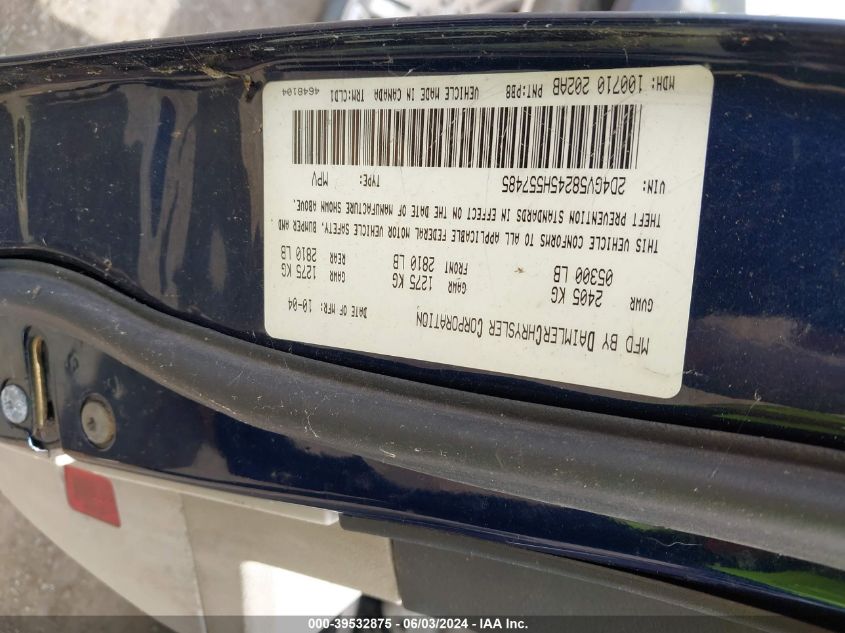 MFD BY DAIMLERCHRYSLER CORPORATION DATE OF MFR: 10-04
GVWR 2405 KG GAWR 1275 KG GAWR 1275 KG
05300 LB FRONT 2810 LB REAR 2810 LB
THIS VEHICLE CONFORMS TO ALL APPLICABLE FEDERAL MOTOR VEHICLE SAFETY, BUMPER AND
THEFT PREVENTION STANDARDS IN EFFECT ON THE DATE OF MANUFACTURE SHOWN ABOVE.
VIN: 2D4GV58245H557485 TYPE: MPV
MDH: 100710 202AB PNT:PB8 VEHICLE MADE IN CANADA TRM:CLD1 4648104
000-39532875 - 06/03/2024 - IAA Inc.